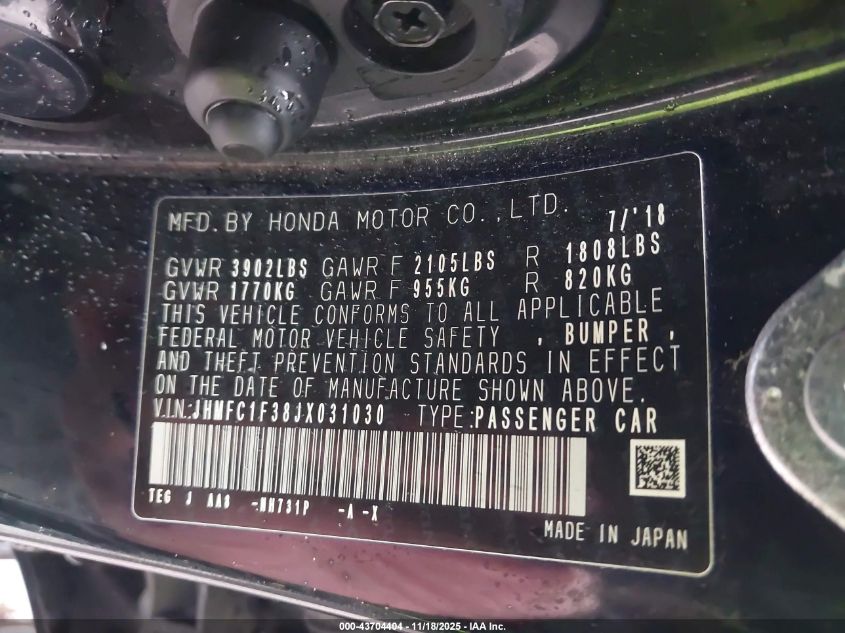 MFD. BY HONDA MOTOR CO., LTD. 7/'18
GVWR 3902LBS GAWR F 2105LBS R 1808LBS
GVWR 1770KG GAWR F 955KG R 820KG
THIS VEHICLE CONFORMS TO ALL APPLICABLE
FEDERAL MOTOR VEHICLE SAFETY , BUMPER ,
AND THEFT PREVENTION STANDARDS IN EFFECT
ON THE DATE OF MANUFACTURE SHOWN ABOVE.
VIN:JHMFC1F38JX031030 TYPE:PASSENGER CAR
TEG J AA8 -NH731P -A -X
MADE IN JAPAN
000-43704404 - 11/18/2025 - IAA Inc.